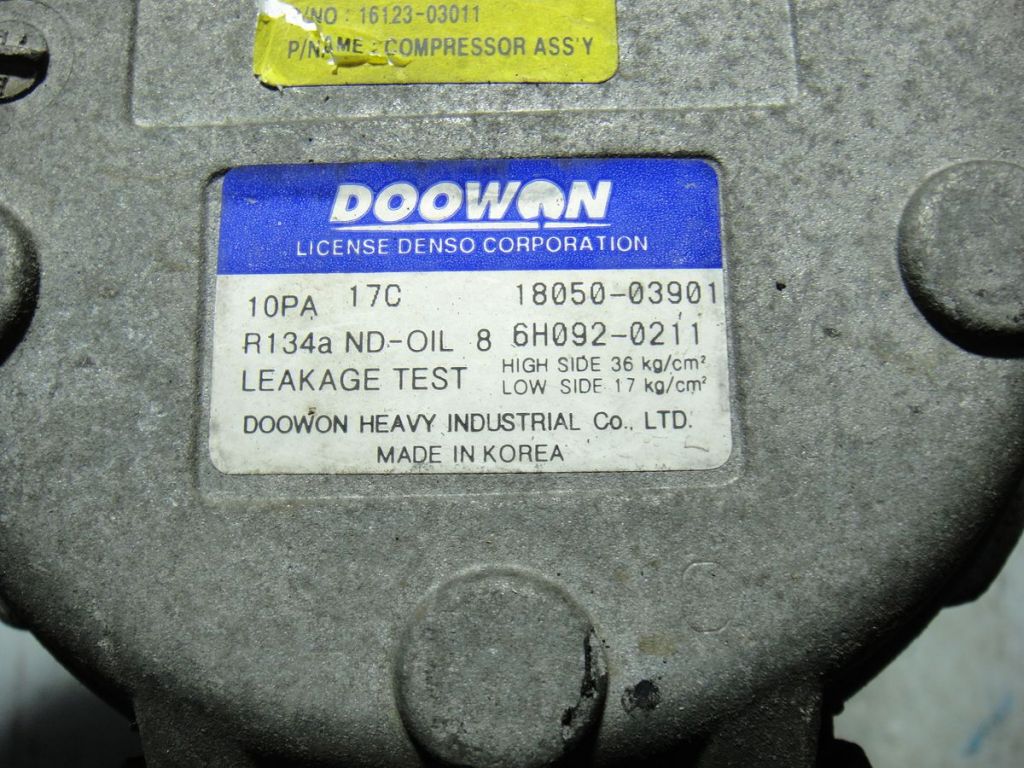 /NO : 16123-03011
P/NAME : COMPRESSOR ASS'Y
DOOWON
LICENSE DENSO CORPORATION
10PA 17C 18050-03901
R134a ND-OIL 8 6H092-0211
LEAKAGE TEST HIGH SIDE 36 kg/cm²
LOW SIDE 17 kg/cm²
DOOWON HEAVY INDUSTRIAL Co., LTD.
MADE IN KOREA
C